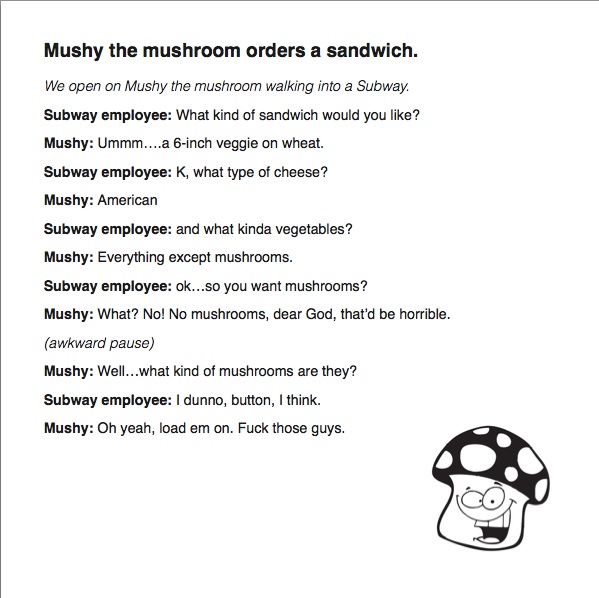 Mushy the mushroom orders a sandwich.
We open on Mushy the mushroom walking into a Subway.
Subway employee: What kind of sandwich would you like?
Mushy: Ummm….a 6-inch veggie on wheat.
Subway employee: K, what type of cheese?
Mushy: American
Subway employee: and what kinda vegetables?
Mushy: Everything except mushrooms.
Subway employee: ok…so you want mushrooms?
Mushy: What? No! No mushrooms, dear God, that’d be horrible.
(awkward pause)
Mushy: Well…what kind of mushrooms are they?
Subway employee: I dunno, button, I think.
Mushy: Oh yeah, load em on. Fuck those guys.